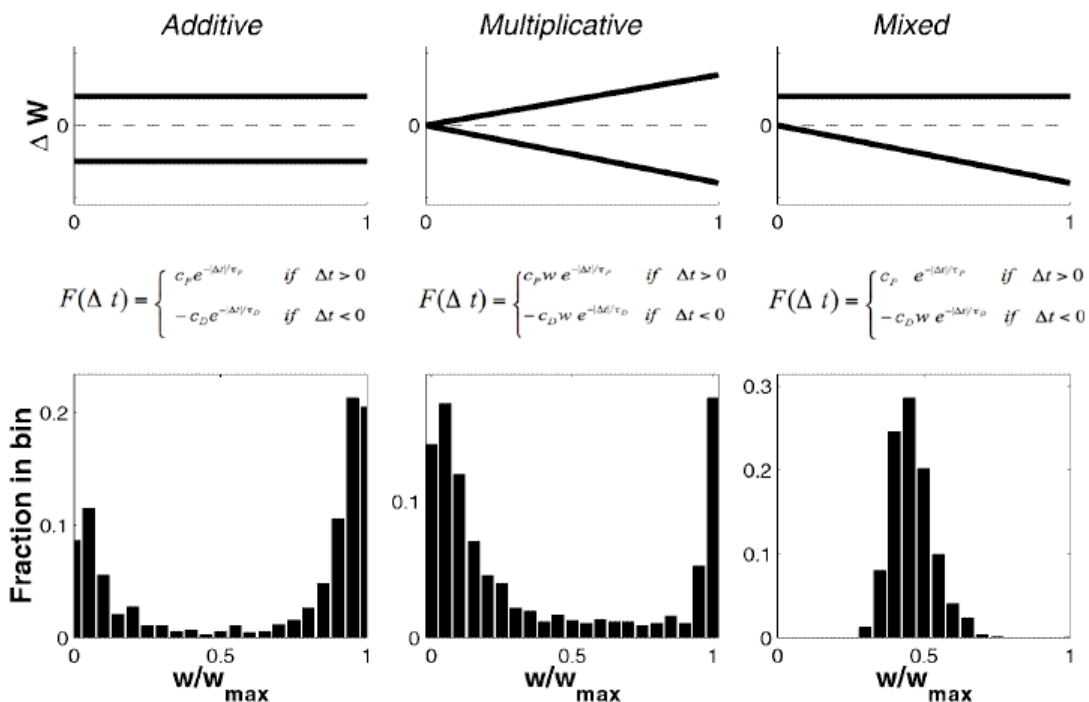 Additive Multiplicative Mixed
Δ W
0 0 0
0 1 0 1 0 1
F(Δ t) = { c_P e^{-|Δt|/τ_P} if Δt > 0
-c_D e^{-|Δt|/τ_D} if Δt < 0
F(Δ t) = { c_P w e^{-|Δt|/τ_P} if Δt > 0
-c_D w e^{-|Δt|/τ_D} if Δt < 0
F(Δ t) = { c_P e^{-|Δt|/τ_P} if Δt > 0
-c_D w e^{-|Δt|/τ_D} if Δt < 0
Fraction in bin
0.2
0.1
0
0 0.5 1
w/w_max
0.1
0
0 0.5 1
w/w_max
0.3
0.2
0.1
0
0 0.5 1
w/w_max